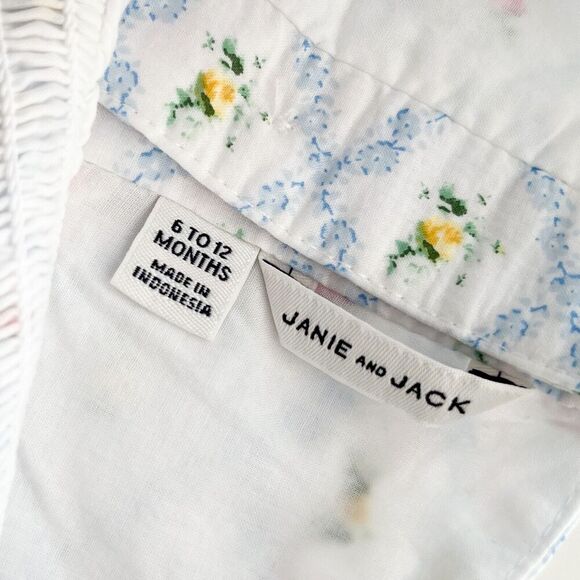 6 TO 12
MONTHS
MADE IN
INDONESIA
JANIE AND JACK